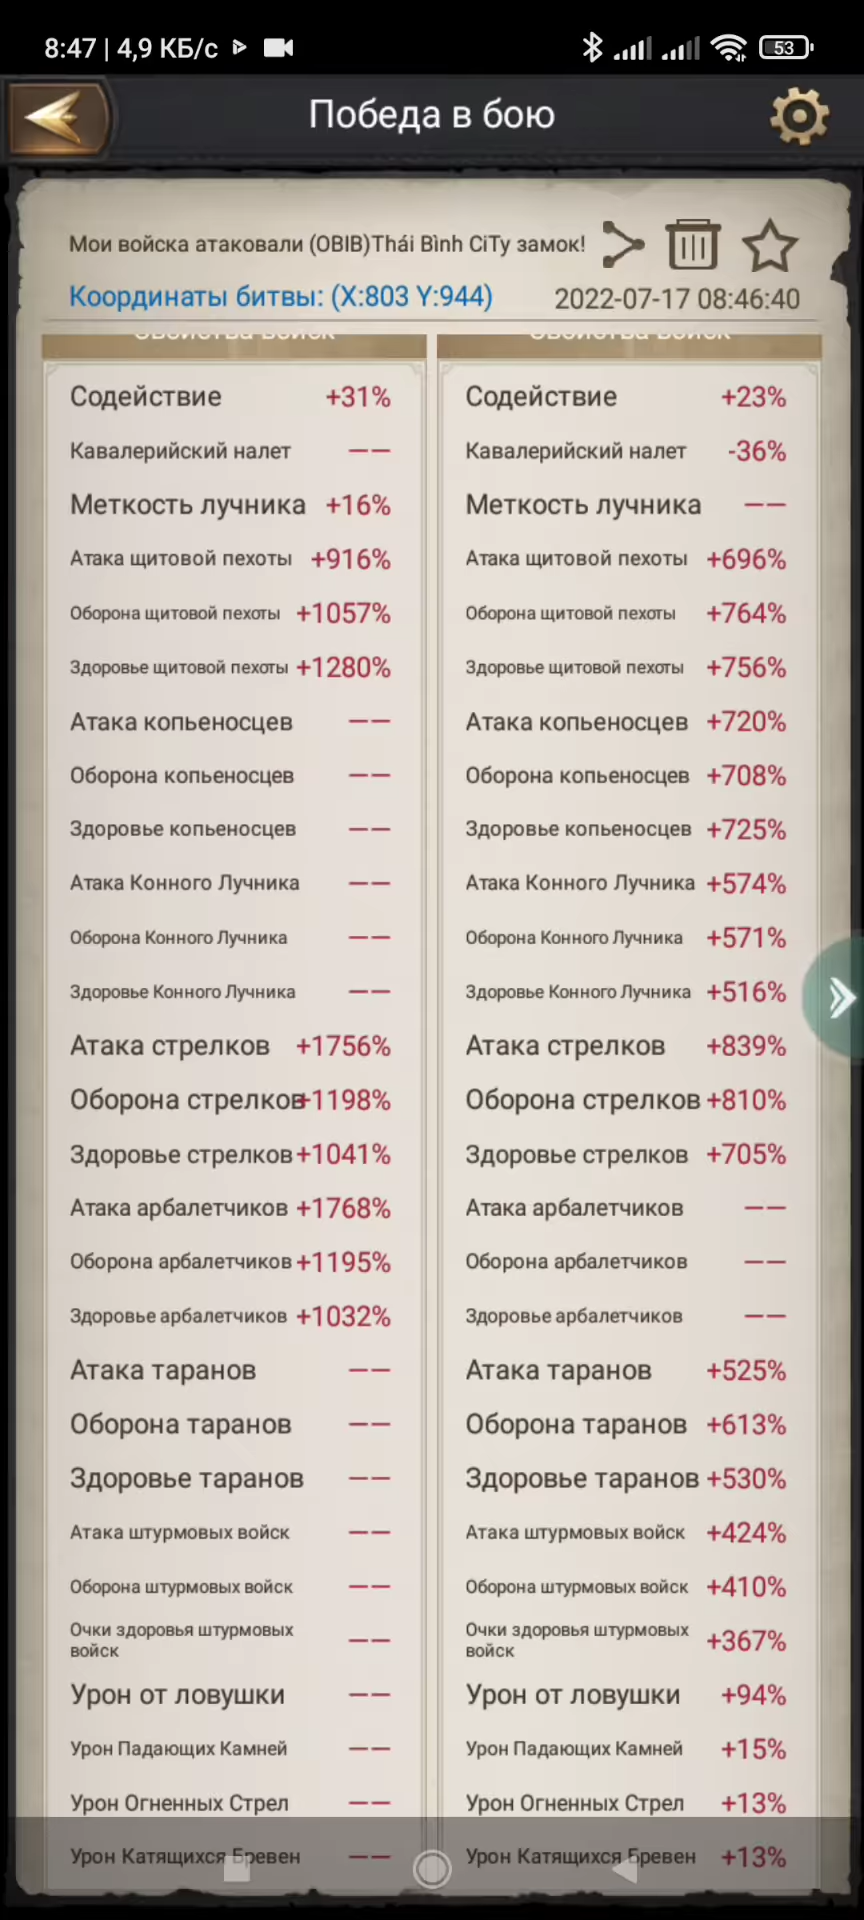 8:47 | 4,9 КБ/с
53
Победа в бою
Мои войска атаковали (OBIB)Thái Bình CiTy замок!
Координаты битвы: (X:803 Y:944) 2022-07-17 08:46:40
Свойства войск Свойства войск
Содействие +31% Содействие +23%
Кавалерийский налет —— Кавалерийский налет -36%
Меткость лучника +16% Меткость лучника ——
Атака щитовой пехоты +916% Атака щитовой пехоты +696%
Оборона щитовой пехоты +1057% Оборона щитовой пехоты +764%
Здоровье щитовой пехоты +1280% Здоровье щитовой пехоты +756%
Атака копьеносцев —— Атака копьеносцев +720%
Оборона копьеносцев —— Оборона копьеносцев +708%
Здоровье копьеносцев —— Здоровье копьеносцев +725%
Атака Конного Лучника —— Атака Конного Лучника +574%
Оборона Конного Лучника —— Оборона Конного Лучника +571%
Здоровье Конного Лучника —— Здоровье Конного Лучника +516%
Атака стрелков +1756% Атака стрелков +839%
Оборона стрелков +1198% Оборона стрелков +810%
Здоровье стрелков +1041% Здоровье стрелков +705%
Атака арбалетчиков +1768% Атака арбалетчиков ——
Оборона арбалетчиков +1195% Оборона арбалетчиков ——
Здоровье арбалетчиков +1032% Здоровье арбалетчиков ——
Атака таранов —— Атака таранов +525%
Оборона таранов —— Оборона таранов +613%
Здоровье таранов —— Здоровье таранов +530%
Атака штурмовых войск —— Атака штурмовых войск +424%
Оборона штурмовых войск —— Оборона штурмовых войск +410%
Очки здоровья штурмовых войск —— Очки здоровья штурмовых войск +367%
Урон от ловушки —— Урон от ловушки +94%
Урон Падающих Камней —— Урон Падающих Камней +15%
Урон Огненных Стрел —— Урон Огненных Стрел +13%
Урон Катящихся Бревен —— Урон Катящихся Бревен +13%